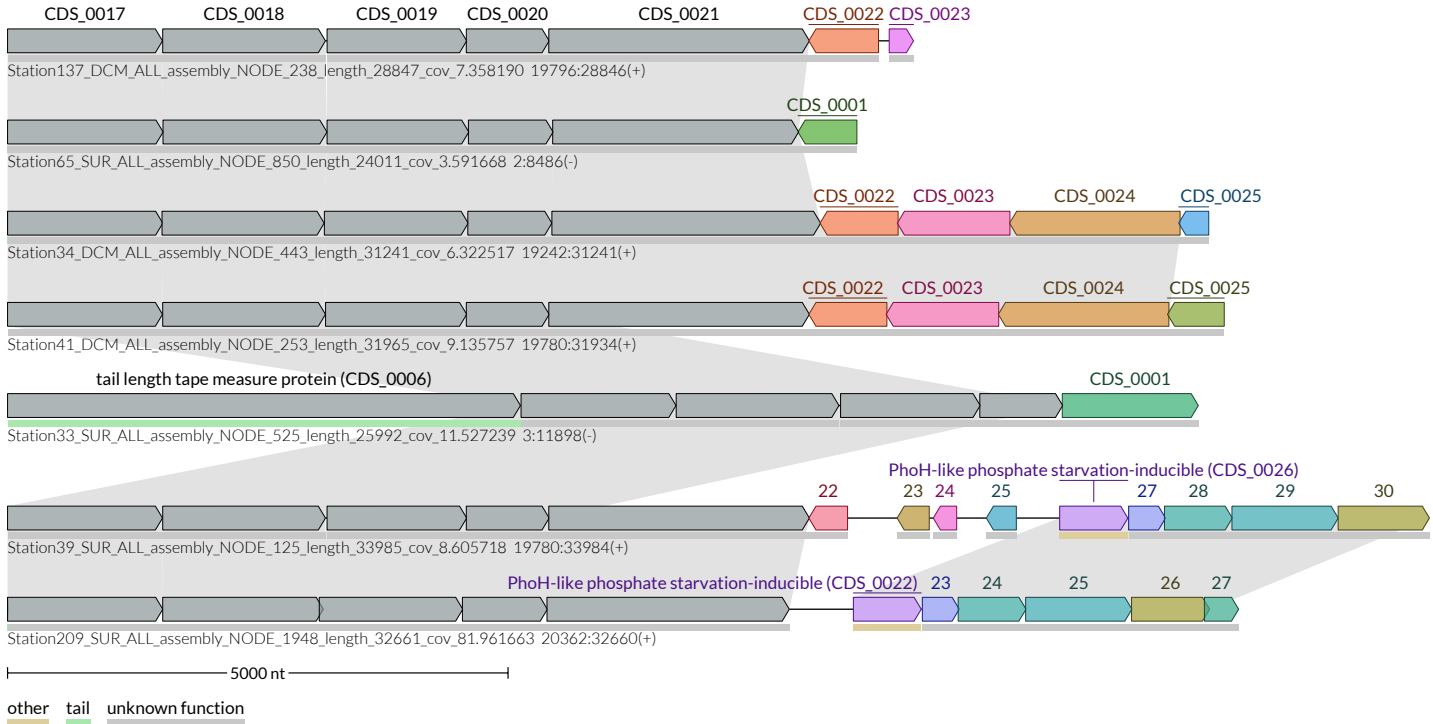 CDS_0017 CDS_0018 CDS_0019 CDS_0020 CDS_0021 CDS_0022 CDS_0023
Station137_DCM_ALL_assembly_NODE_238_length_28847_cov_7.358190 19796:28846(+)
CDS_0001
Station65_SUR_ALL_assembly_NODE_850_length_24011_cov_3.591668 2:8486(-)
CDS_0022 CDS_0023 CDS_0024 CDS_0025
Station34_DCM_ALL_assembly_NODE_443_length_31241_cov_6.322517 19242:31241(+)
CDS_0022 CDS_0023 CDS_0024 CDS_0025
Station41_DCM_ALL_assembly_NODE_253_length_31965_cov_9.135757 19780:31934(+)
tail length tape measure protein (CDS_0006) CDS_0001
Station33_SUR_ALL_assembly_NODE_525_length_25992_cov_11.527239 3:11898(-)
PhoH-like phosphate starvation-inducible (CDS_0026)
22 23 24 25 27 28 29 30
Station39_SUR_ALL_assembly_NODE_125_length_33985_cov_8.605718 19780:33984(+)
PhoH-like phosphate starvation-inducible (CDS_0022) 23 24 25 26 27
Station209_SUR_ALL_assembly_NODE_1948_length_32661_cov_81.961663 20362:32660(+)
5000 nt
other tail unknown function